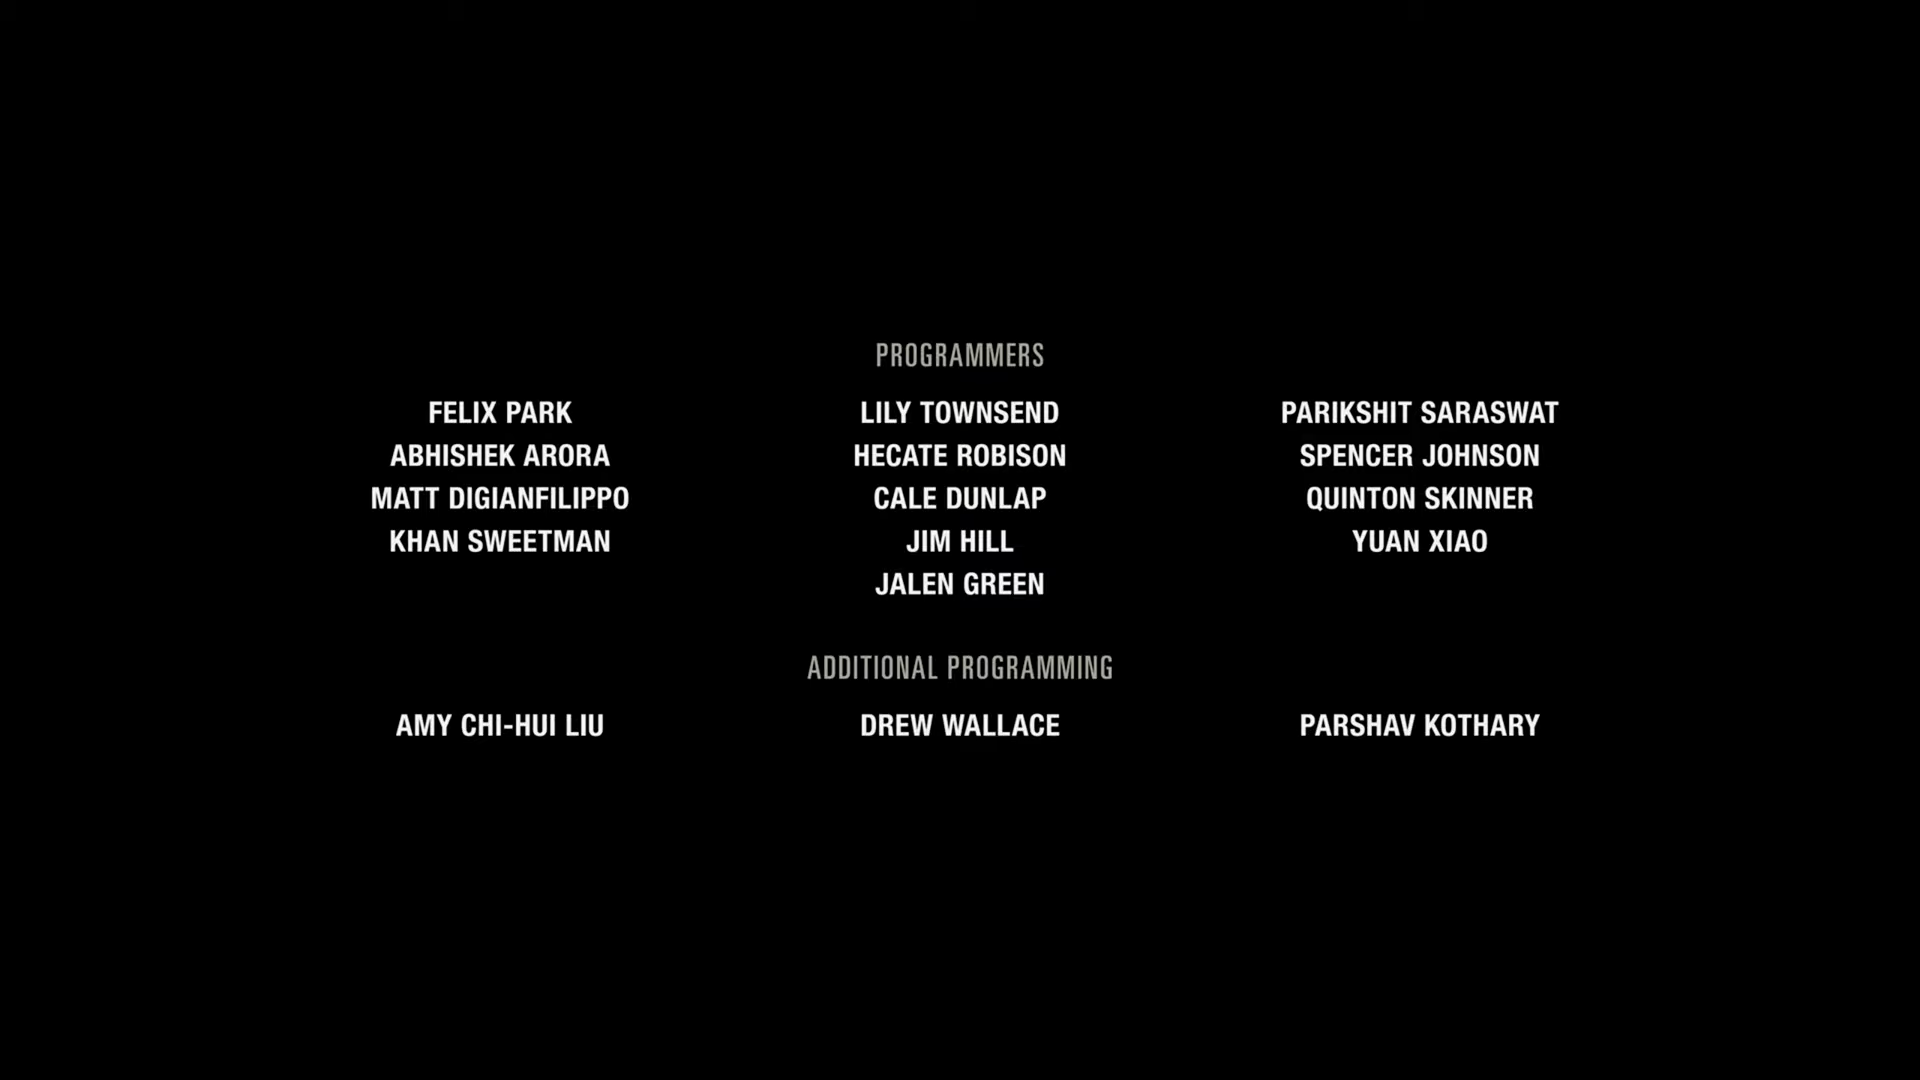 PROGRAMMERS
FELIX PARK LILY TOWNSEND PARIKSHIT SARASWAT
ABHISHEK ARORA HECATE ROBISON SPENCER JOHNSON
MATT DIGIANFILIPPO CALE DUNLAP QUINTON SKINNER
KHAN SWEETMAN JIM HILL YUAN XIAO
JALEN GREEN
ADDITIONAL PROGRAMMING
AMY CHI-HUI LIU DREW WALLACE PARSHAV KOTHARY